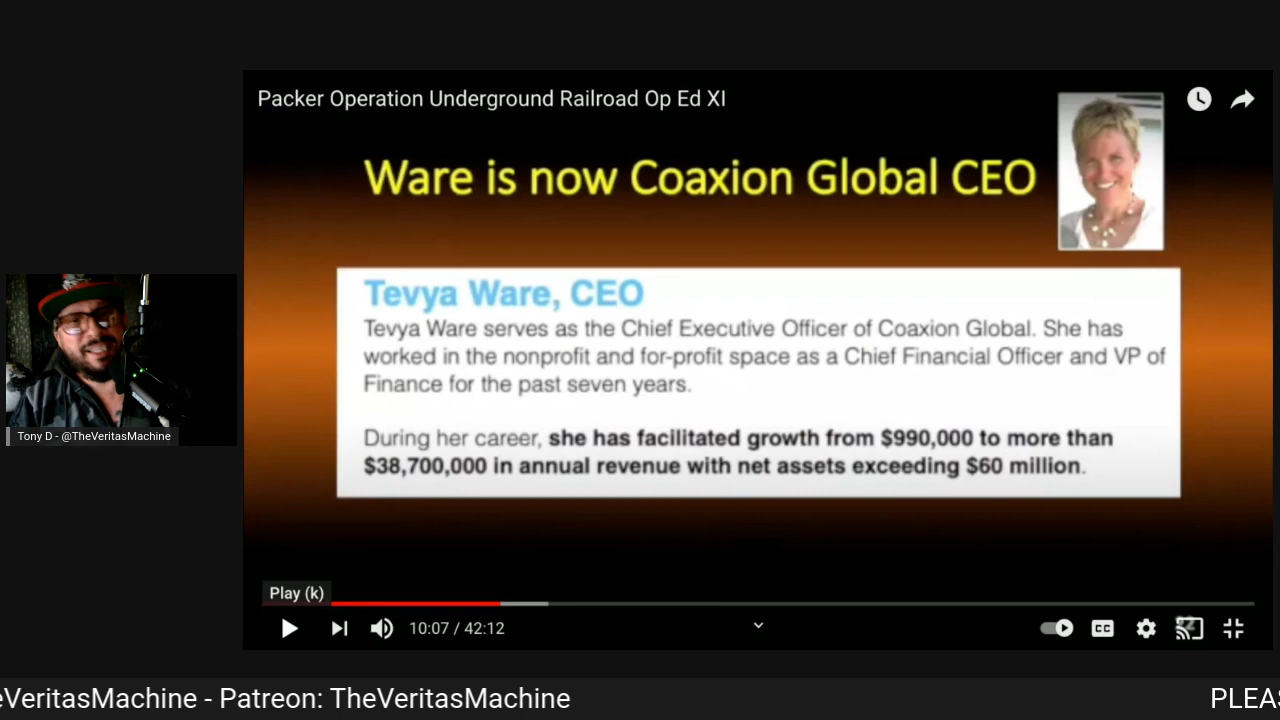 Packer Operation Underground Railroad Op Ed XI
Ware is now Coaxion Global CEO
Tevya Ware, CEO
Tevya Ware serves as the Chief Executive Officer of Coaxion Global. She has
worked in the nonprofit and for-profit space as a Chief Financial Officer and VP of
Finance for the past seven years.
During her career, she has facilitated growth from $990,000 to more than
$38,700,000 in annual revenue with net assets exceeding $60 million.
Tony D - @TheVeritasMachine
Play (k)
10:07 / 42:12
CC
eVeritasMachine - Patreon: TheVeritasMachine
PLEAS